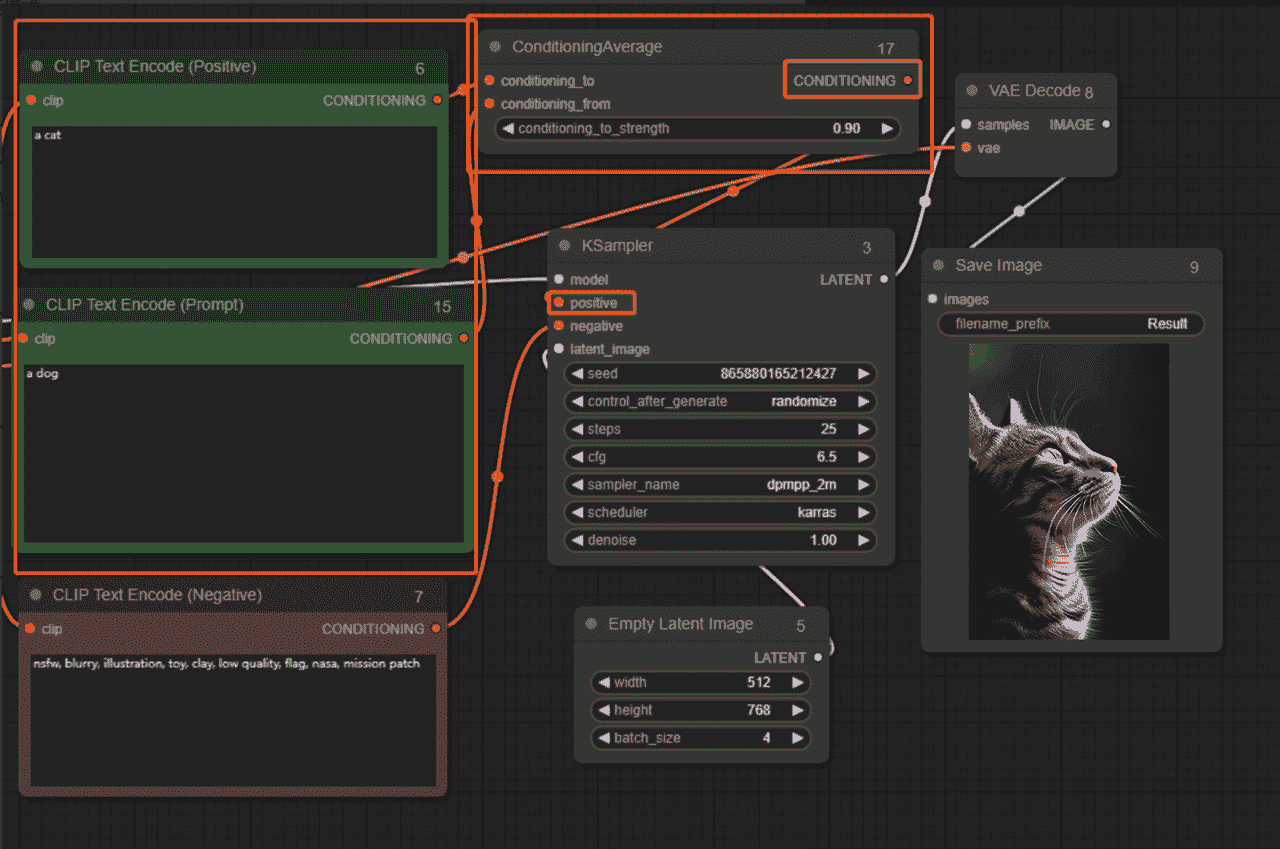 CLIP Text Encode (Positive) 6
clip CONDITIONING
a cat
CLIP Text Encode (Prompt) 15
clip CONDITIONING
a dog
CLIP Text Encode (Negative) 7
clip CONDITIONING
nsfw, blurry, illustration, toy, clay, low quality, flag, nasa, mission patch
ConditioningAverage 17
conditioning_to CONDITIONING
conditioning_from
conditioning_to_strength 0.90
KSampler 3
model LATENT
positive
negative
latent_image
seed 865880165212427
control_after_generate randomize
steps 25
cfg 6.5
sampler_name dpmpp_2m
scheduler karras
denoise 1.00
Empty Latent Image 5
LATENT
width 512
height 768
batch_size 4
VAE Decode 8
samples IMAGE
vae
Save Image 9
images
filename_prefix Result